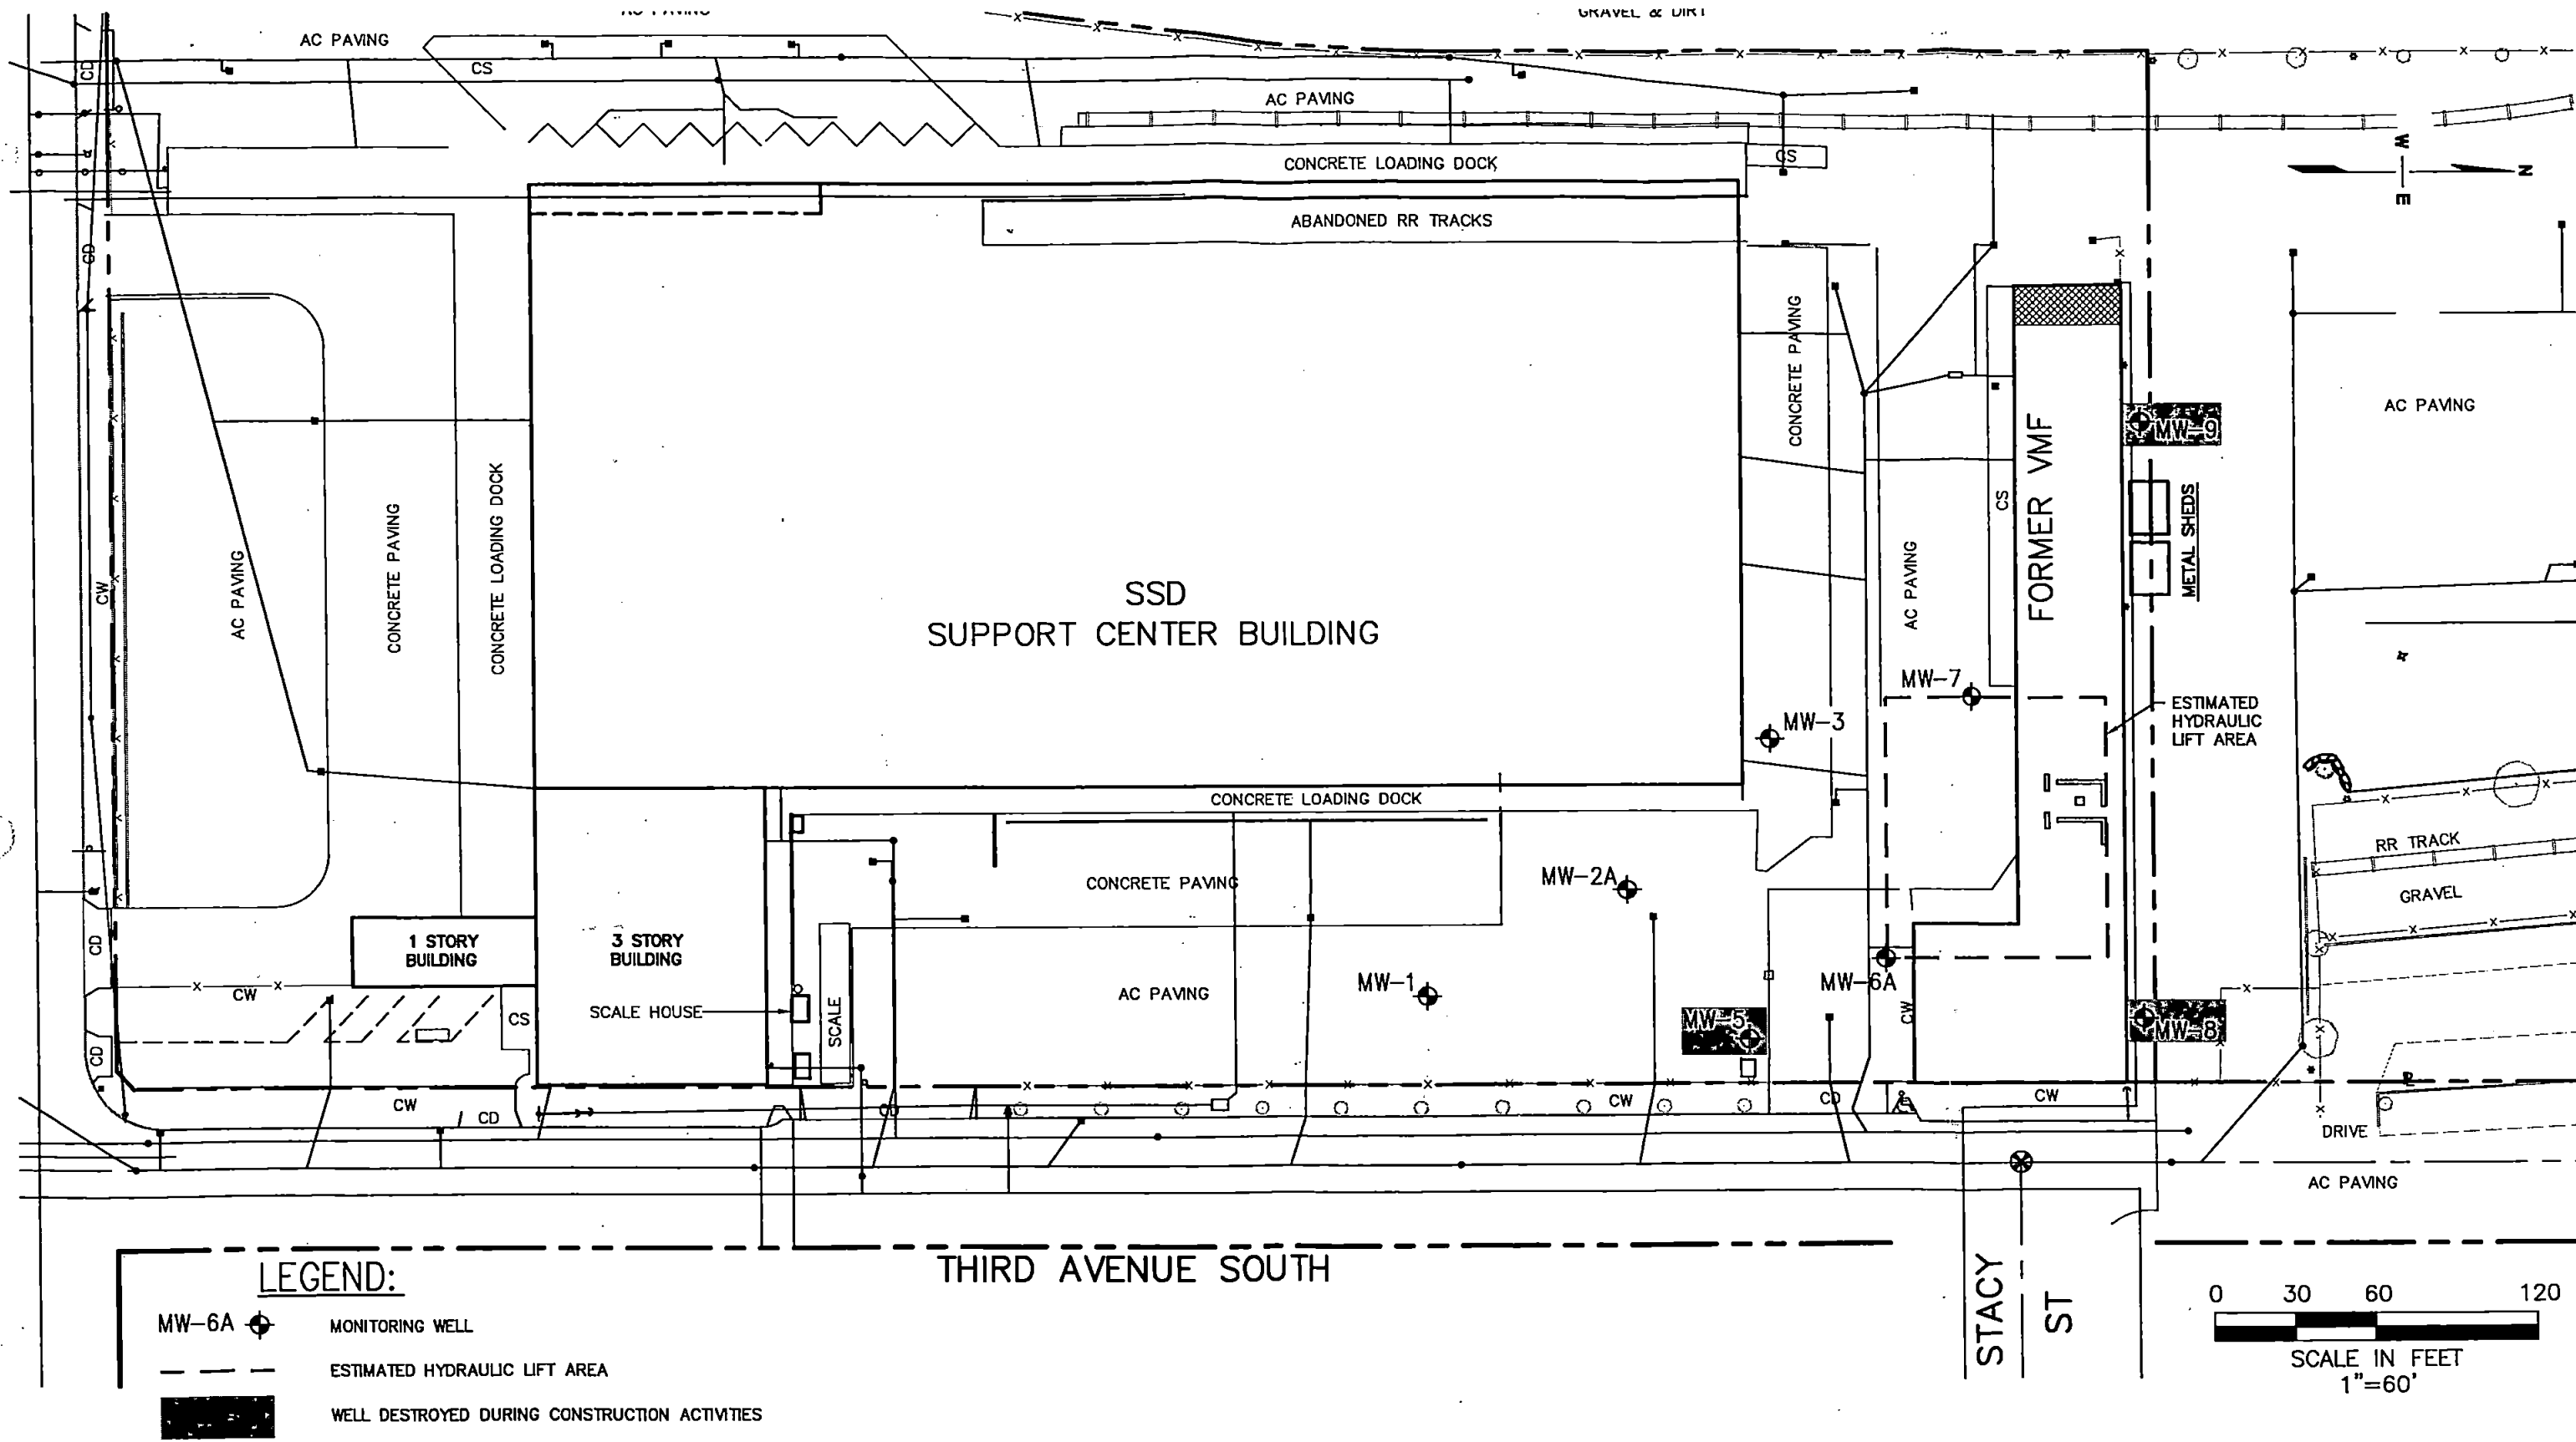 GRAVEL & DIRT
AC PAVING
CD
CS
AC PAVING
CONCRETE LOADING DOCK
CS
W
N
E
ABANDONED RR TRACKS
CD
CONCRETE PAVING
AC PAVING
MW-9
FORMER VMF
CS
METAL SHEDS
CW
AC PAVING
CONCRETE PAVING
CONCRETE LOADING DOCK
SSD
SUPPORT CENTER BUILDING
AC PAVING
MW-7
MW-3
ESTIMATED
HYDRAULIC
LIFT AREA
CONCRETE LOADING DOCK
RR TRACK
GRAVEL
CONCRETE PAVING
MW-2A
CD
1 STORY
BUILDING
3 STORY
BUILDING
CW
SCALE HOUSE
SCALE
AC PAVING
MW-1
MW-6A
MW-5
CW
MW-8
CS
CD
CW
CD
CD
CW
CD
CW
DRIVE
AC PAVING
THIRD AVENUE SOUTH
STACY
ST
LEGEND:
MW-6A
MONITORING WELL
ESTIMATED HYDRAULIC LIFT AREA
WELL DESTROYED DURING CONSTRUCTION ACTIVITIES
0 30 60 120
SCALE IN FEET
1"=60'